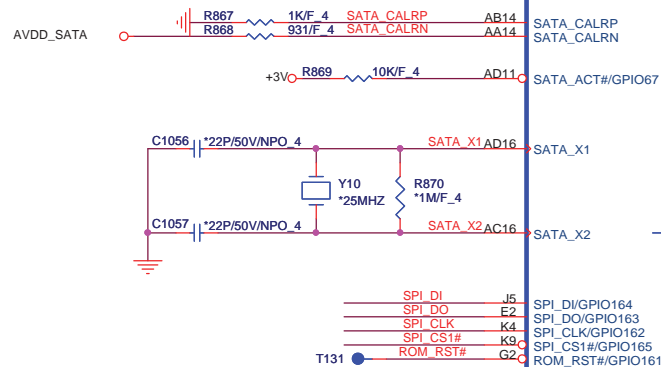 R867 1K/F_4 SATA_CALRP AB14 SATA_CALRP
AVDD_SATA R868 931/F_4 SATA_CALRN AA14 SATA_CALRN
+3V R869 10K/F_4 AD11 SATA_ACT#/GPIO67
C1056 *22P/50V/NPO_4 SATA_X1 AD16 SATA_X1
Y10 R870
*25MHZ *1M/F_4
C1057 *22P/50V/NPO_4 SATA_X2 AC16 SATA_X2
SPI_DI J5 SPI_DI/GPIO164
SPI_DO E2 SPI_DO/GPIO163
SPI_CLK K4 SPI_CLK/GPIO162
SPI_CS1# K9 SPI_CS1#/GPIO165
T131 ROM_RST# G2 ROM_RST#/GPIO161